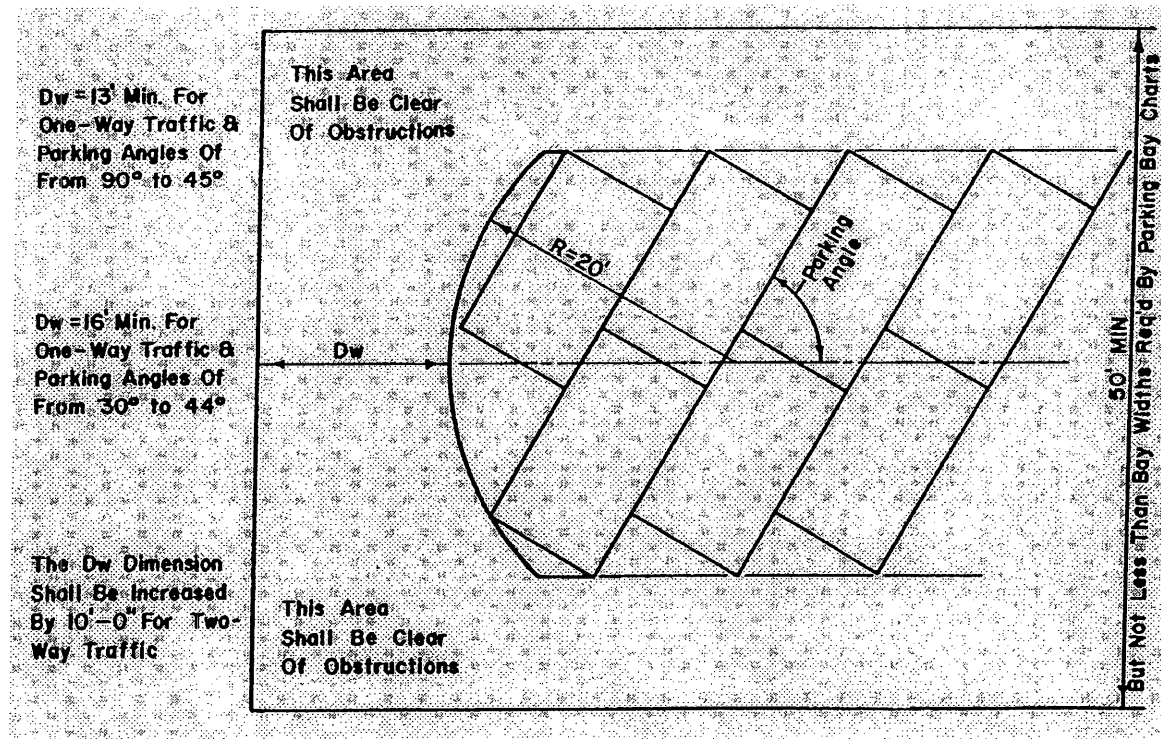 Dw = 13' Min. For
One-Way Traffic &
Parking Angles Of
From 90° to 45°
Dw = 16' Min. For
One-Way Traffic &
Parking Angles Of
From 30° to 44°
The Dw Dimension
Shall Be Increased
By 10'-0" For Two-
Way Traffic
This Area
Shall Be Clear
Of Obstructions
R=20'
Parking
Angle
Dw
This Area
Shall Be Clear
Of Obstructions
50' MIN
But Not Less Than Bay Widths Req'd By Parking Bay Charts